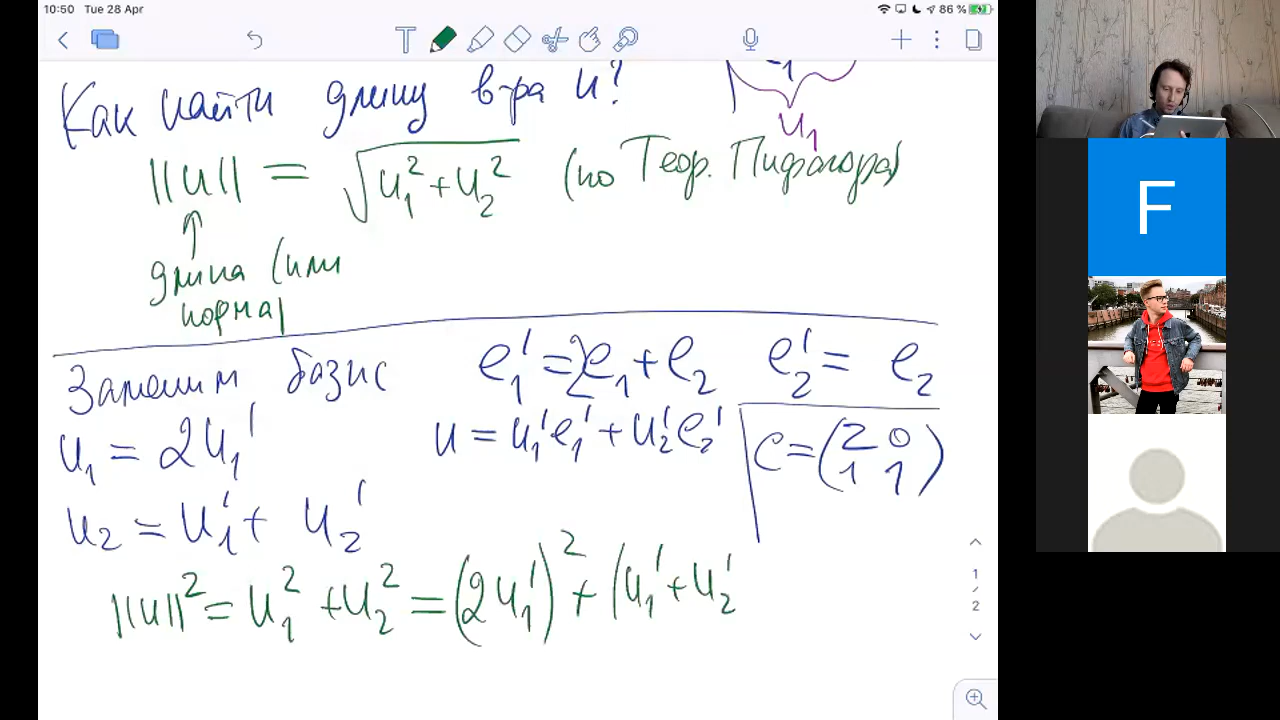 10:50 Tue 28 Apr 86 %
Как найти длину в-ра u?
u₁
||u|| = √(u₁² + u₂²) (по Теор. Пифагора)
длина (или
норма)
Заменим базис e₁' = 2e₁ + e₂ e₂' = e₂
u₁ = 2u₁' u = u₁'e₁' + u₂'e₂' C = (2 0
1 1)
u₂ = u₁' + u₂'
||u||² = u₁² + u₂² = (2u₁')² + (u₁' + u₂'
1
/
2
F